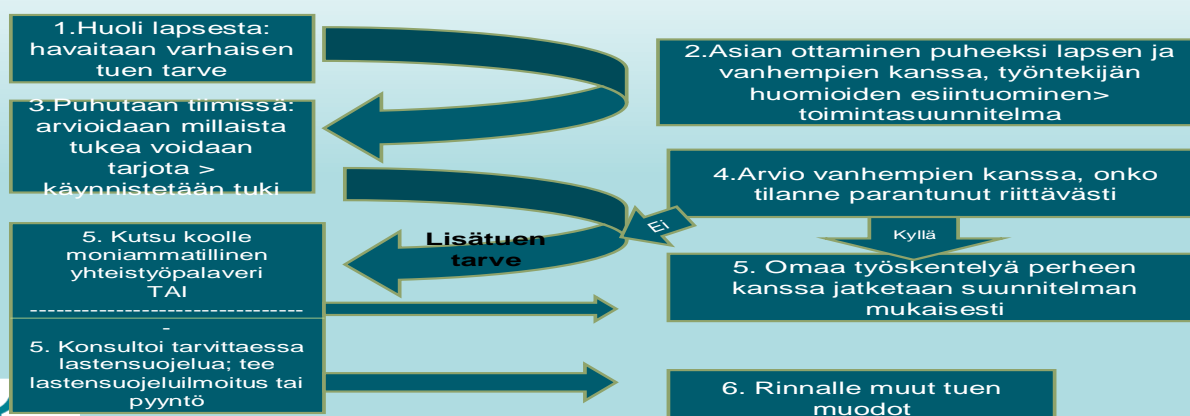 1.Huoli lapsesta:
havaitaan varhaisen
tuen tarve
2.Asian ottaminen puheeksi lapsen ja
vanhempien kanssa, työntekijän
huomioiden esiintuominen>
toimintasuunnitelma
3.Puhutaan tiimissä:
arvioidaan millaista
tukea voidaan
tarjota >
käynnistetään tuki
4.Arvio vanhempien kanssa, onko
tilanne parantunut riittävästi
Ei
Kyllä
Lisätuen
tarve
5. Kutsu koolle
moniammatillinen
yhteistyöpalaveri
TAI
--------------------------------
-
5. Konsultoi tarvittaessa
lastensuojelua; tee
lastensuojeluilmoitus tai
pyyntö
5. Omaa työskentelyä perheen
kanssa jatketaan suunnitelman
mukaisesti
6. Rinnalle muut tuen
muodot